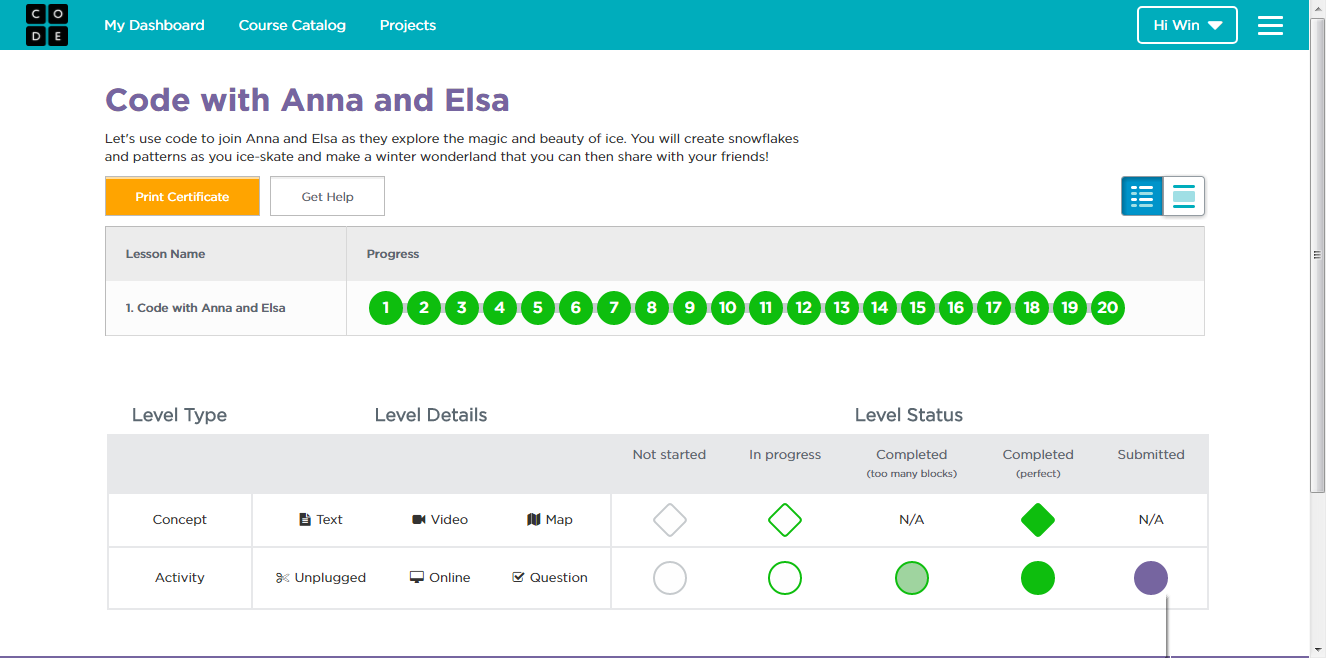 C O
D E
My Dashboard Course Catalog Projects Hi Win
Code with Anna and Elsa
Let's use code to join Anna and Elsa as they explore the magic and beauty of ice. You will create snowflakes
and patterns as you ice-skate and make a winter wonderland that you can then share with your friends!
Print Certificate Get Help
Lesson Name Progress
1. Code with Anna and Elsa 1 2 3 4 5 6 7 8 9 10 11 12 13 14 15 16 17 18 19 20
Level Type Level Details Level Status
Not started In progress Completed Completed Submitted
(too many blocks) (perfect)
Concept Text Video Map N/A N/A
Activity Unplugged Online Question